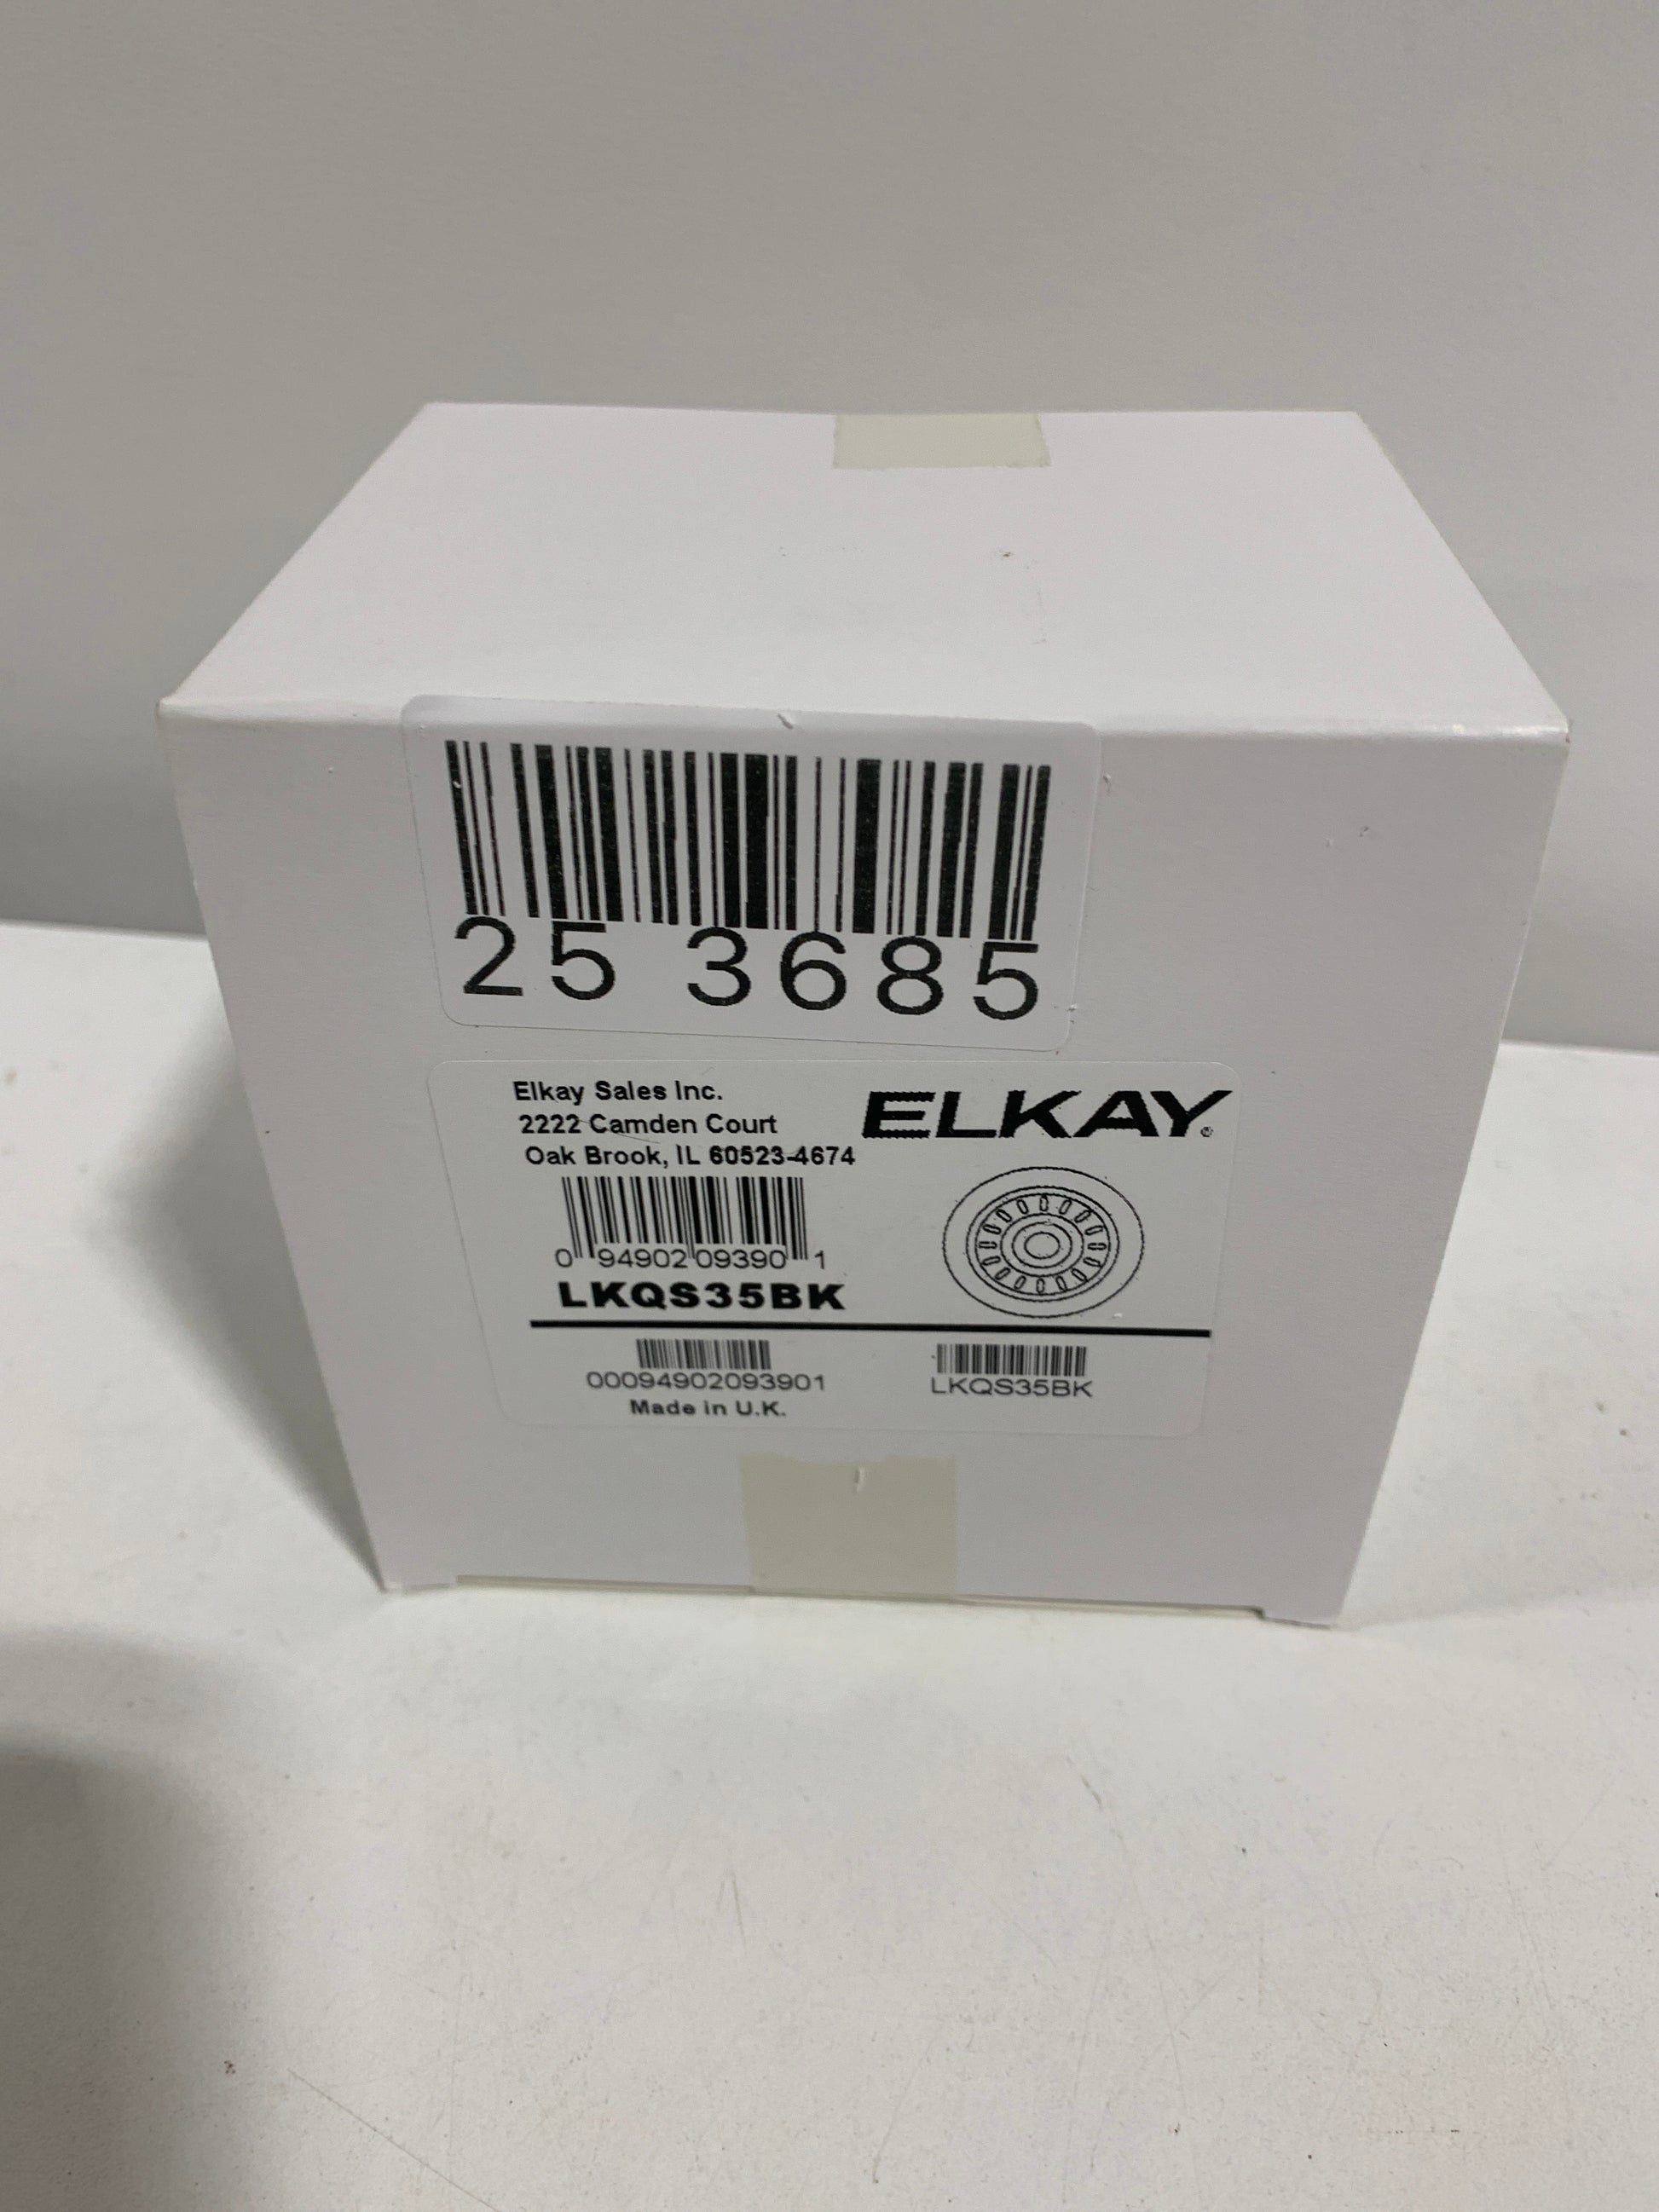 25 3685
Elkay Sales Inc.
2222 Camden Court
Oak Brook, IL 60523-4674
ELKAY®
0 94902 09390 1
LKQS35BK
00094902093901
LKQS35BK
Made in U.K.